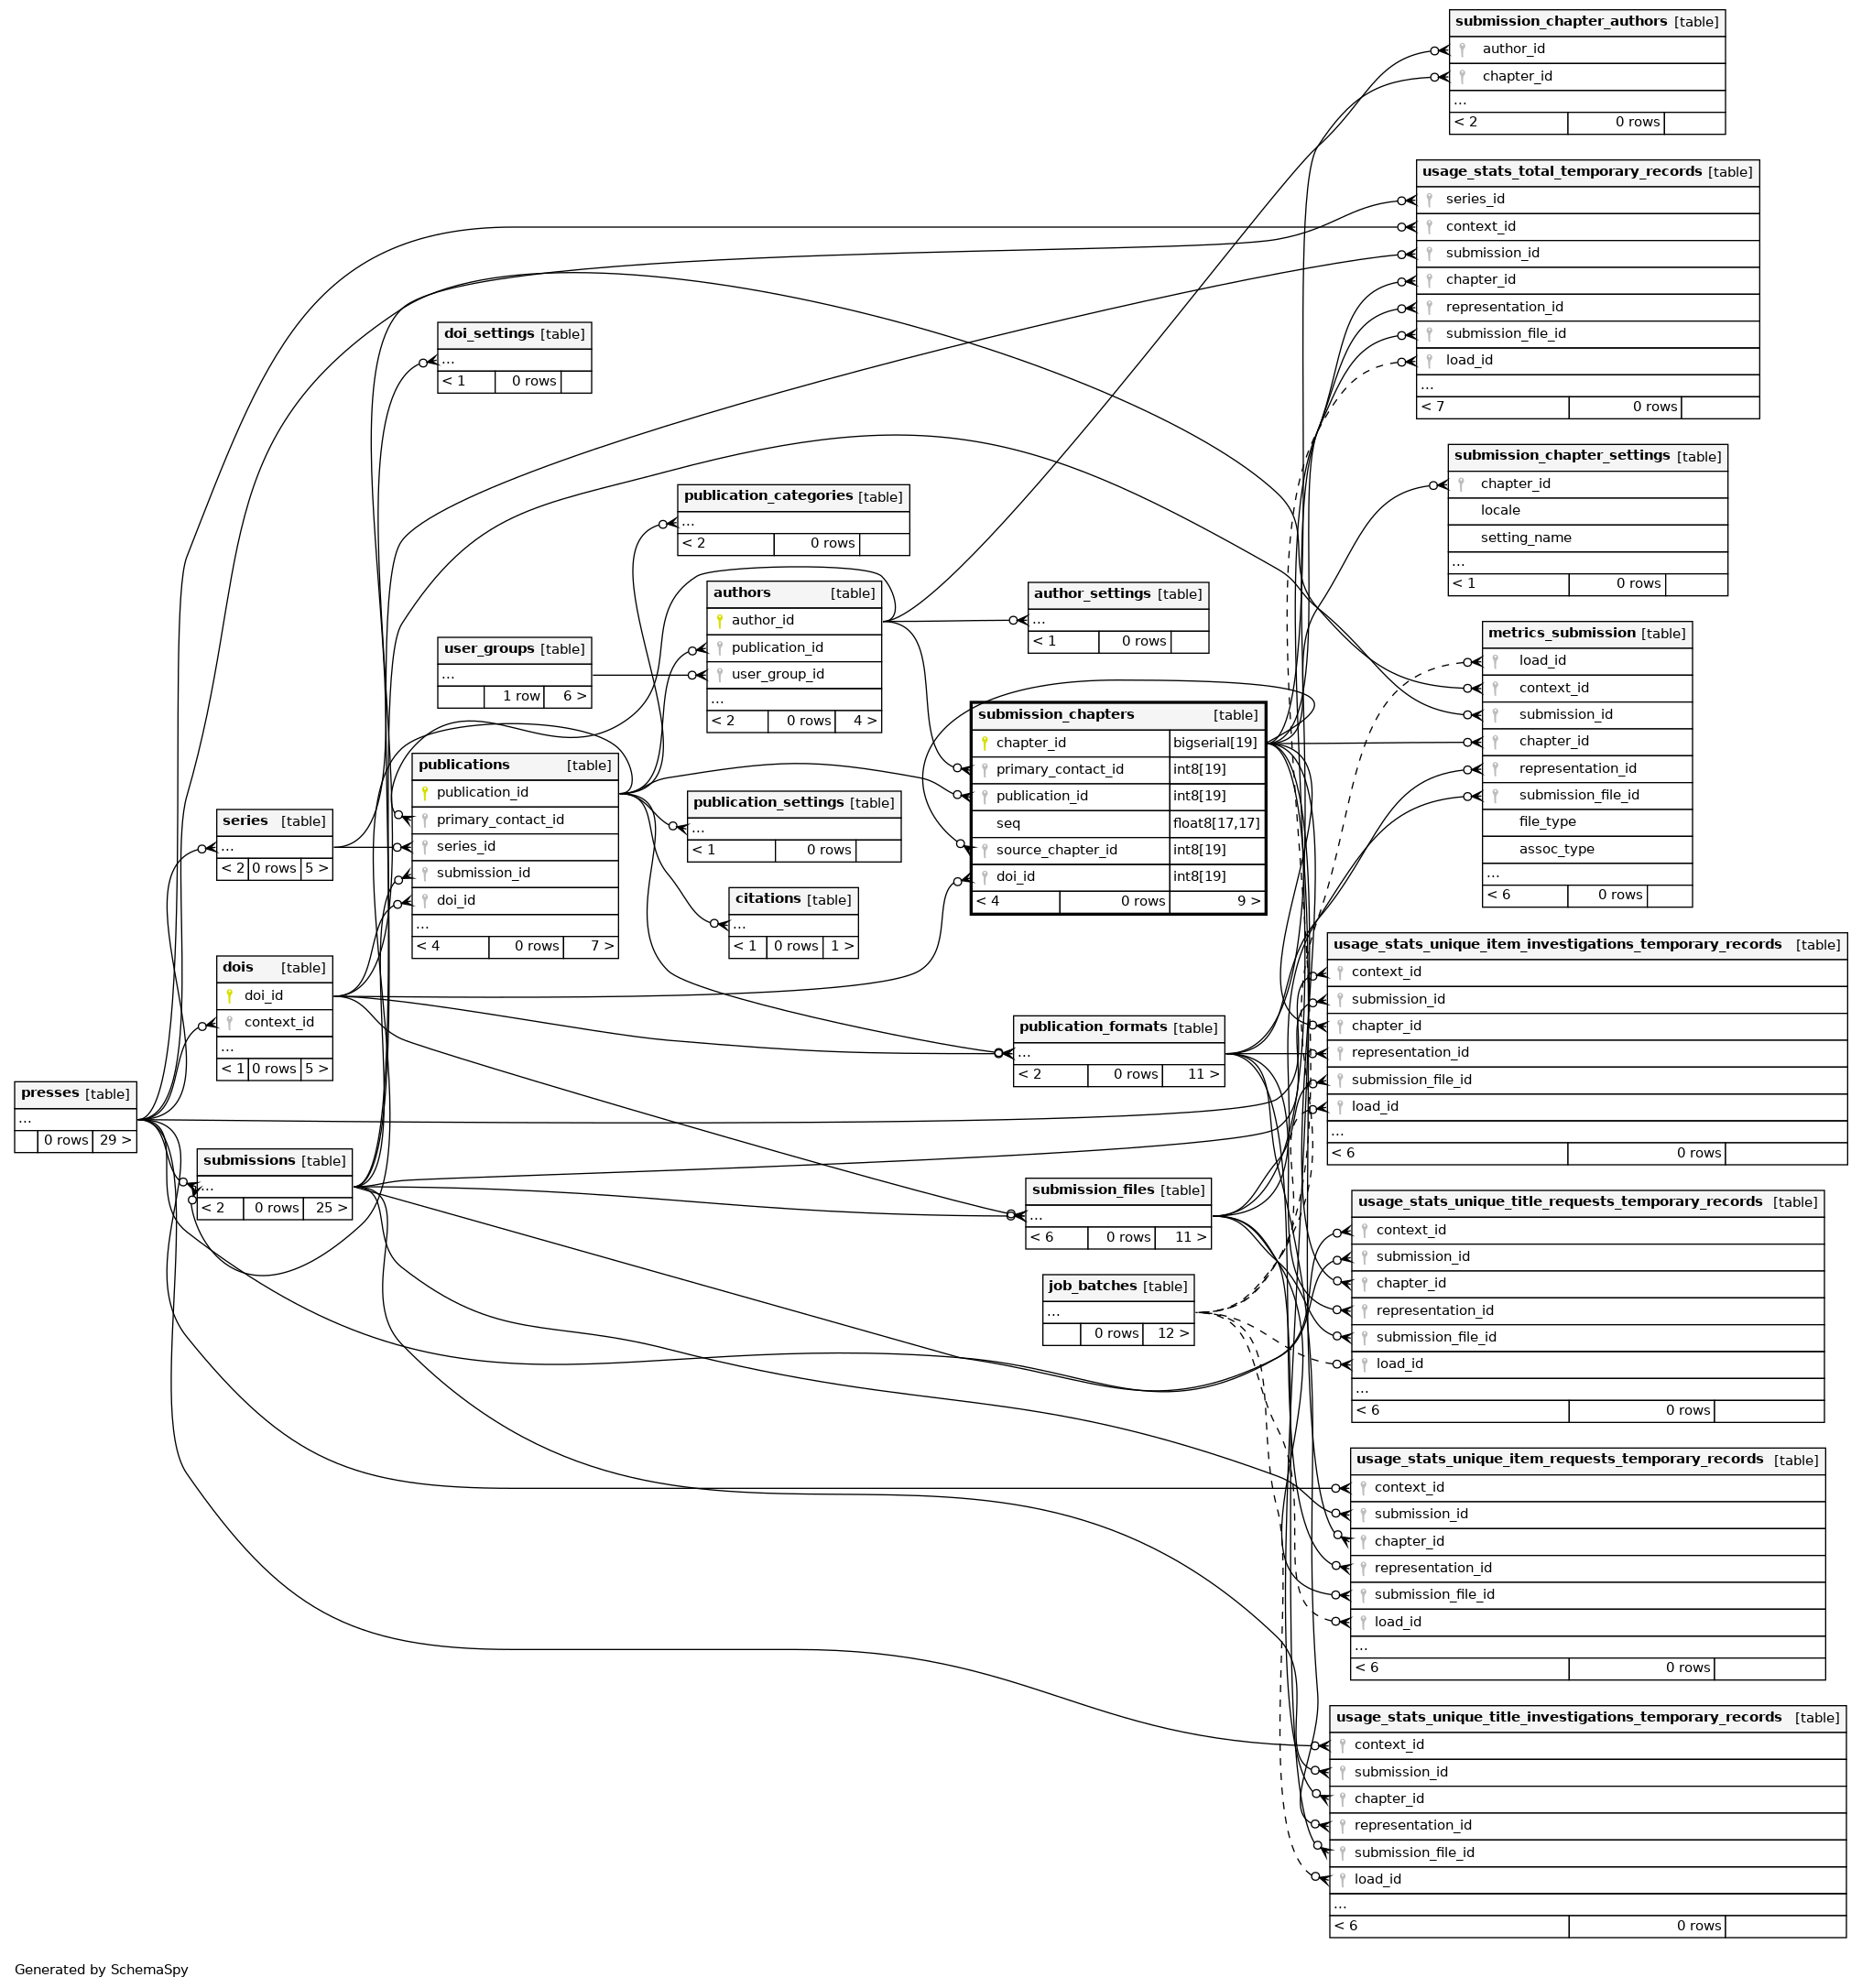 submission_chapter_authors [table]
author_id
chapter_id
...
< 2 0 rows
usage_stats_total_temporary_records [table]
series_id
context_id
submission_id
chapter_id
representation_id
submission_file_id
load_id
...
< 7 0 rows
doi_settings [table]
...
< 1 0 rows
submission_chapter_settings [table]
chapter_id
locale
setting_name
...
< 1 0 rows
publication_categories [table]
...
< 2 0 rows
authors [table]
author_id
publication_id
user_group_id
...
< 2 0 rows 4 >
author_settings [table]
...
< 1 0 rows
user_groups [table]
...
1 row 6 >
metrics_submission [table]
load_id
context_id
submission_id
chapter_id
representation_id
submission_file_id
file_type
assoc_type
...
< 6 0 rows
submission_chapters [table]
chapter_id bigserial[19]
primary_contact_id int8[19]
publication_id int8[19]
seq float8[17,17]
source_chapter_id int8[19]
doi_id int8[19]
< 4 0 rows 9 >
publications [table]
publication_id
primary_contact_id
series_id
submission_id
doi_id
...
< 4 0 rows 7 >
publication_settings [table]
...
< 1 0 rows
series [table]
...
< 2 0 rows 5 >
citations [table]
...
< 1 0 rows 1 >
dois [table]
doi_id
context_id
...
< 1 0 rows 5 >
usage_stats_unique_item_investigations_temporary_records [table]
context_id
submission_id
chapter_id
representation_id
submission_file_id
load_id
...
< 6 0 rows
publication_formats [table]
...
< 2 0 rows 11 >
presses [table]
...
0 rows 29 >
submissions [table]
...
< 2 0 rows 25 >
submission_files [table]
...
< 6 0 rows 11 >
usage_stats_unique_title_requests_temporary_records [table]
context_id
submission_id
chapter_id
representation_id
submission_file_id
load_id
...
< 6 0 rows
job_batches [table]
...
0 rows 12 >
usage_stats_unique_item_requests_temporary_records [table]
context_id
submission_id
chapter_id
representation_id
submission_file_id
load_id
...
< 6 0 rows
usage_stats_unique_title_investigations_temporary_records [table]
context_id
submission_id
chapter_id
representation_id
submission_file_id
load_id
...
< 6 0 rows
Generated by SchemaSpy